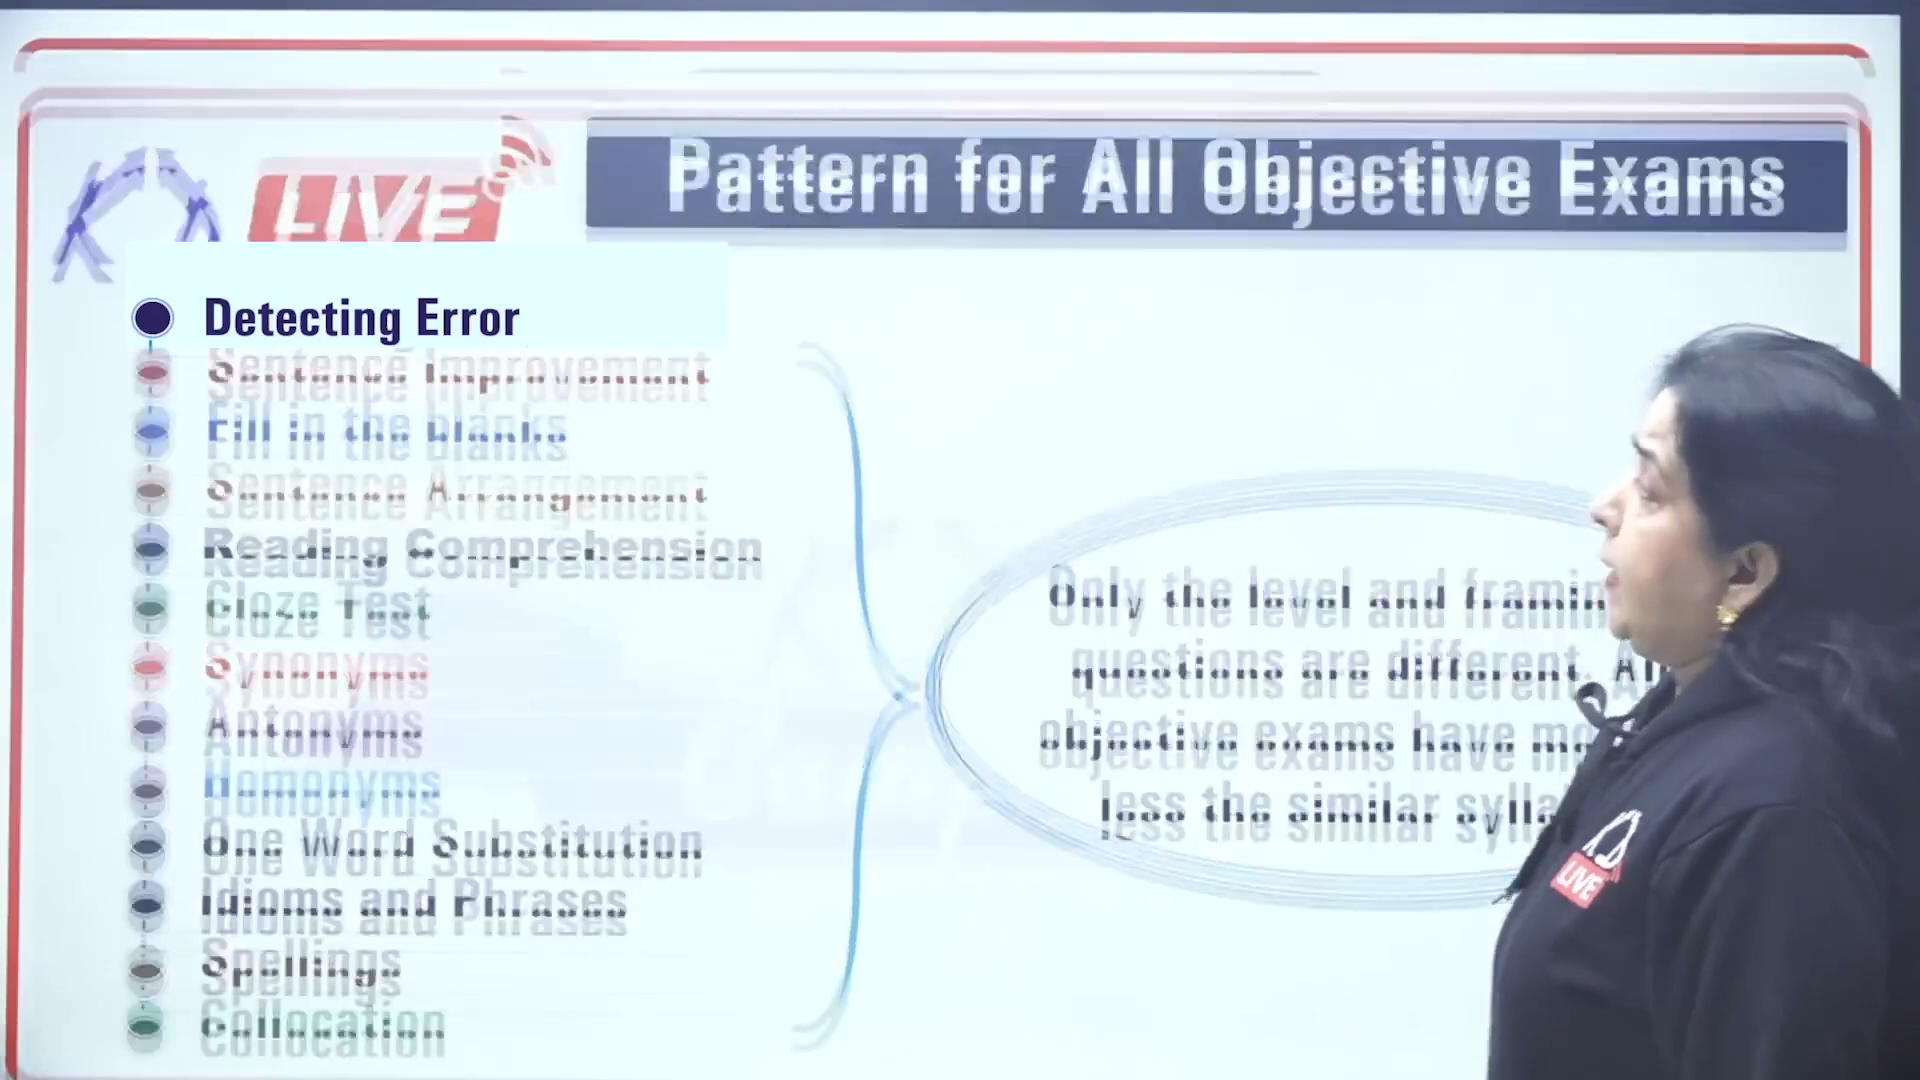 LIVE
Pattern for All Objective Exams
Detecting Error
Sentence Improvement
Fill in the blanks
Sentence Arrangement
Reading Comprehension
Cloze Test
Synonyms
Antonyms
Homonyms
One Word Substitution
Idioms and Phrases
Spellings
Collocation
Only the level and framin
questions are different. Al
objective exams have mo
less the similar sylla
KD
LIVE